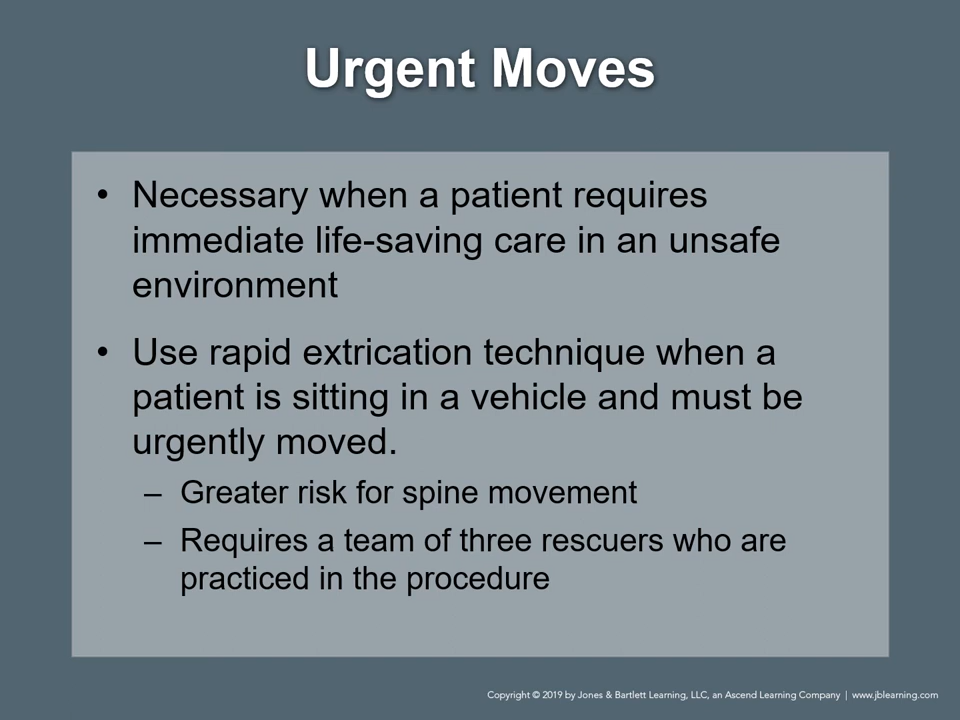 Urgent Moves
• Necessary when a patient requires
immediate life-saving care in an unsafe
environment
• Use rapid extrication technique when a
patient is sitting in a vehicle and must be
urgently moved.
– Greater risk for spine movement
– Requires a team of three rescuers who are
practiced in the procedure
Copyright © 2019 by Jones & Bartlett Learning, LLC, an Ascend Learning Company | www.jblearning.com